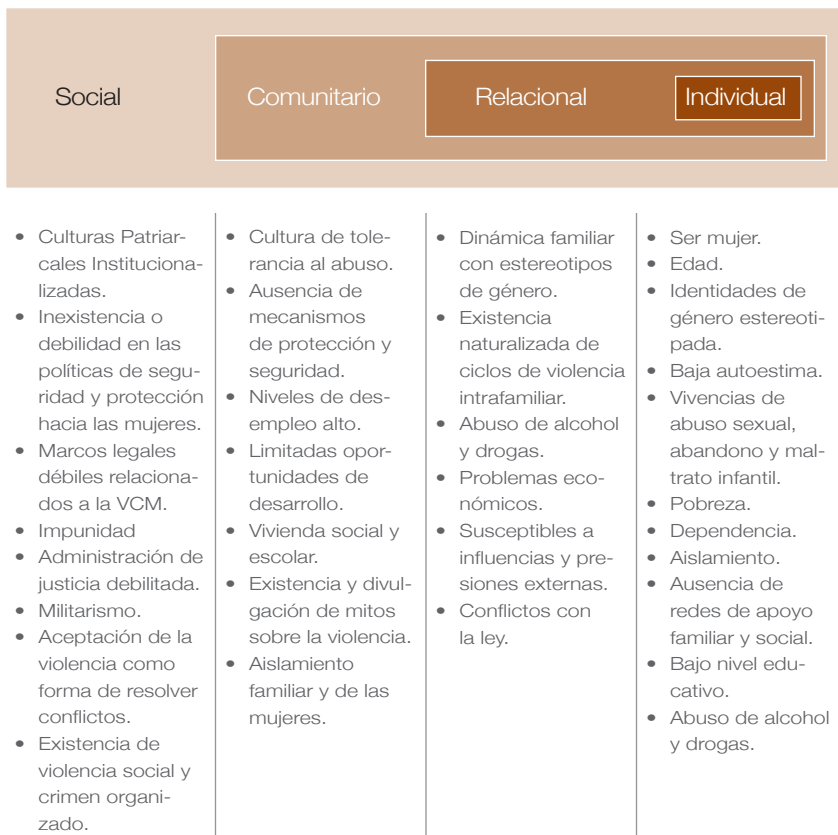 Social
Comunitario
Relacional
Individual
• Culturas Patriar-
cales Instituciona-
lizadas.
• Inexistencia o
debilidad en las
políticas de segu-
ridad y protección
hacia las mujeres.
• Marcos legales
débiles relaciona-
dos a la VCM.
• Impunidad
• Administración de
justicia debilitada.
• Militarismo.
• Aceptación de la
violencia como
forma de resolver
conflictos.
• Existencia de
violencia social y
crimen organi-
zado.
• Cultura de tole-
rancia al abuso.
• Ausencia de
mecanismos
de protección y
seguridad.
• Niveles de des-
empleo alto.
• Limitadas opor-
tunidades de
desarrollo.
• Vivienda social y
escolar.
• Existencia y divul-
gación de mitos
sobre la violencia.
• Aislamiento
familiar y de las
mujeres.
• Dinámica familiar
con estereotipos
de género.
• Existencia
naturalizada de
ciclos de violencia
intrafamiliar.
• Abuso de alcohol
y drogas.
• Problemas eco-
nómicos.
• Susceptibles a
influencias y pre-
siones externas.
• Conflictos con
la ley.
• Ser mujer.
• Edad.
• Identidades de
género estereoti-
pada.
• Baja autoestima.
• Vivencias de
abuso sexual,
abandono y mal-
trato infantil.
• Pobreza.
• Dependencia.
• Aislamiento.
• Ausencia de
redes de apoyo
familiar y social.
• Bajo nivel edu-
cativo.
• Abuso de alcohol
y drogas.